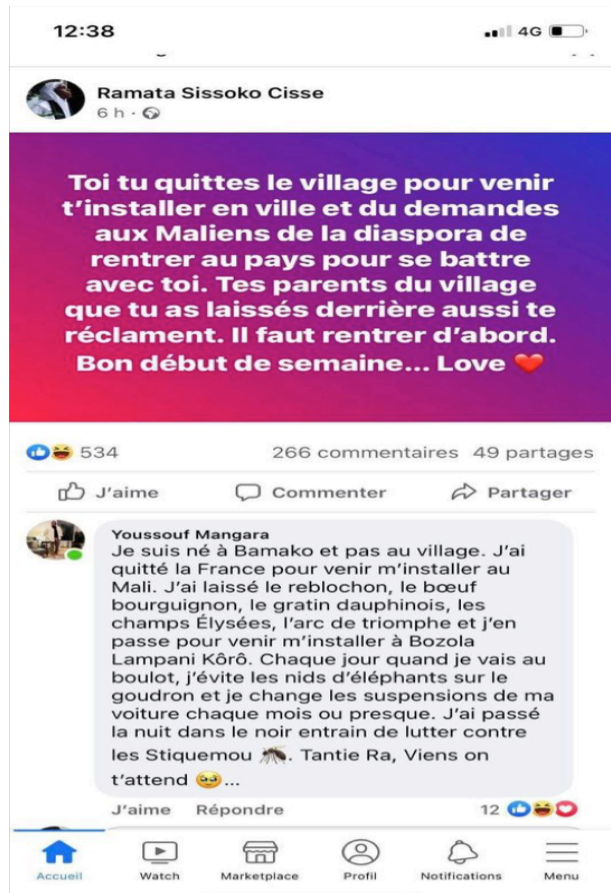 12:38
4G
Ramata Sissoko Cisse
6 h ·
Toi tu quittes le village pour venir
t'installer en ville et du demandes
aux Maliens de la diaspora de
rentrer au pays pour se battre
avec toi. Tes parents du village
que tu as laissés derrière aussi te
réclament. Il faut rentrer d'abord.
Bon début de semaine... Love ❤️
534
266 commentaires 49 partages
J'aime
Commenter
Partager
Youssouf Mangara
Je suis né à Bamako et pas au village. J'ai
quitté la France pour venir m'installer au
Mali. J'ai laissé le reblochon, le bœuf
bourguignon, le gratin dauphinois, les
champs Élysées, l'arc de triomphe et j'en
passe pour venir m'installer à Bozola
Lampani Kôrô. Chaque jour quand je vais au
boulot, j'évite les nids d'éléphants sur le
goudron et je change les suspensions de ma
voiture chaque mois ou presque. J'ai passé
la nuit dans le noir entrain de lutter contre
les Stiquemou 🦟. Tantie Ra, Viens on
t'attend 🥹...
J'aime Répondre
12
Accueil
Watch
Marketplace
Profil
Notifications
Menu